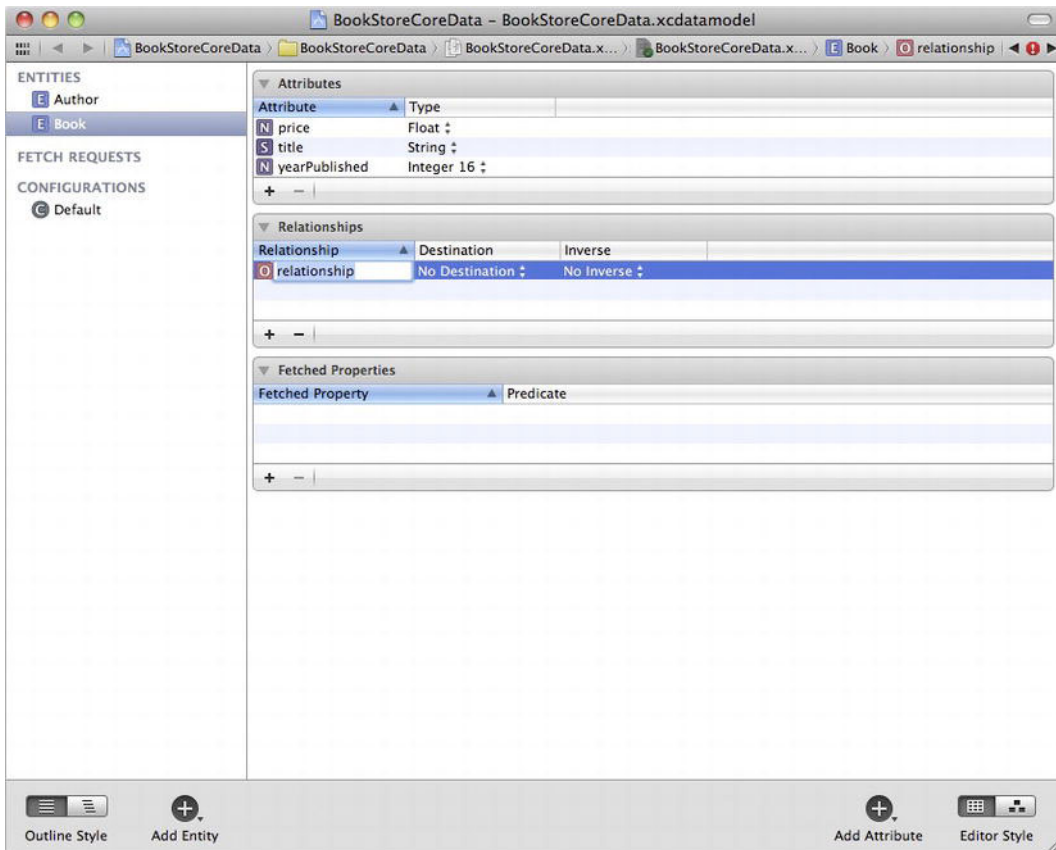 BookStoreCoreData – BookStoreCoreData.xcdatamodel
BookStoreCoreData BookStoreCoreData BookStoreCoreData.x... BookStoreCoreData.x... E Book O relationship
ENTITIES
E Author
E Book
FETCH REQUESTS
CONFIGURATIONS
C Default
Attributes
Attribute Type
N price Float
S title String
N yearPublished Integer 16
+ –
Relationships
Relationship Destination Inverse
O relationship No Destination No Inverse
+ –
Fetched Properties
Fetched Property Predicate
+ –
Outline Style Add Entity Add Attribute Editor Style